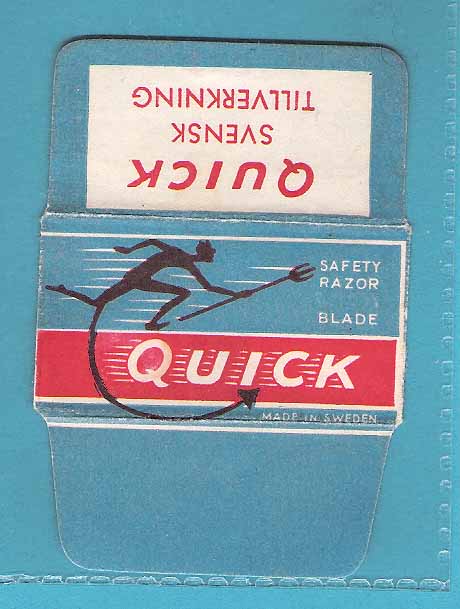 QUICK
SVENSK
TILLVERKNING
SAFETY
RAZOR
BLADE
QUICK
MADE IN SWEDEN